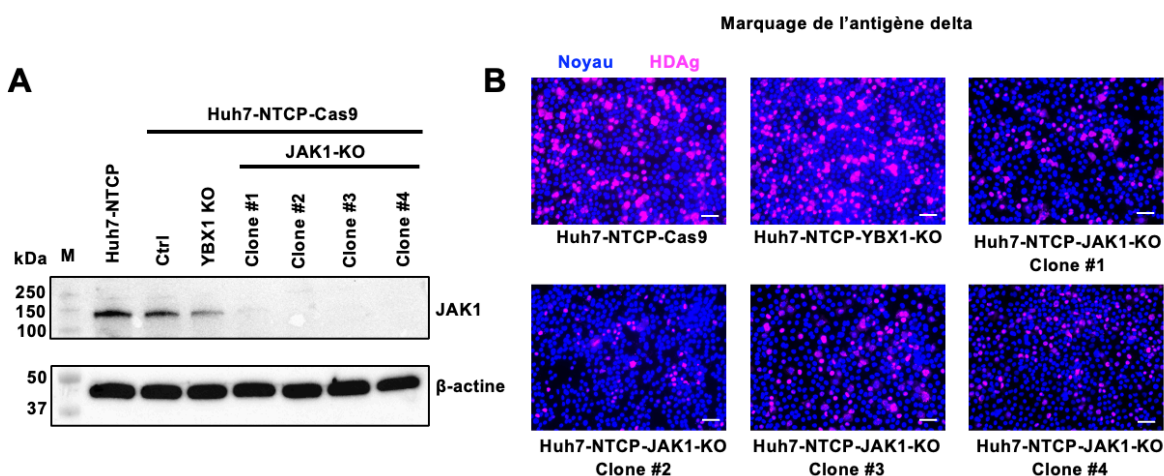 Marquage de l'antigène delta
A
Huh7-NTCP-Cas9
JAK1-KO
kDa
M
Huh7-NTCP
Ctrl
YBX1 KO
Clone #1
Clone #2
Clone #3
Clone #4
250
150
100
JAK1
50
37
β-actine
B
Noyau HDAg
Huh7-NTCP-Cas9
Huh7-NTCP-YBX1-KO
Huh7-NTCP-JAK1-KO
Clone #1
Huh7-NTCP-JAK1-KO
Clone #2
Huh7-NTCP-JAK1-KO
Clone #3
Huh7-NTCP-JAK1-KO
Clone #4